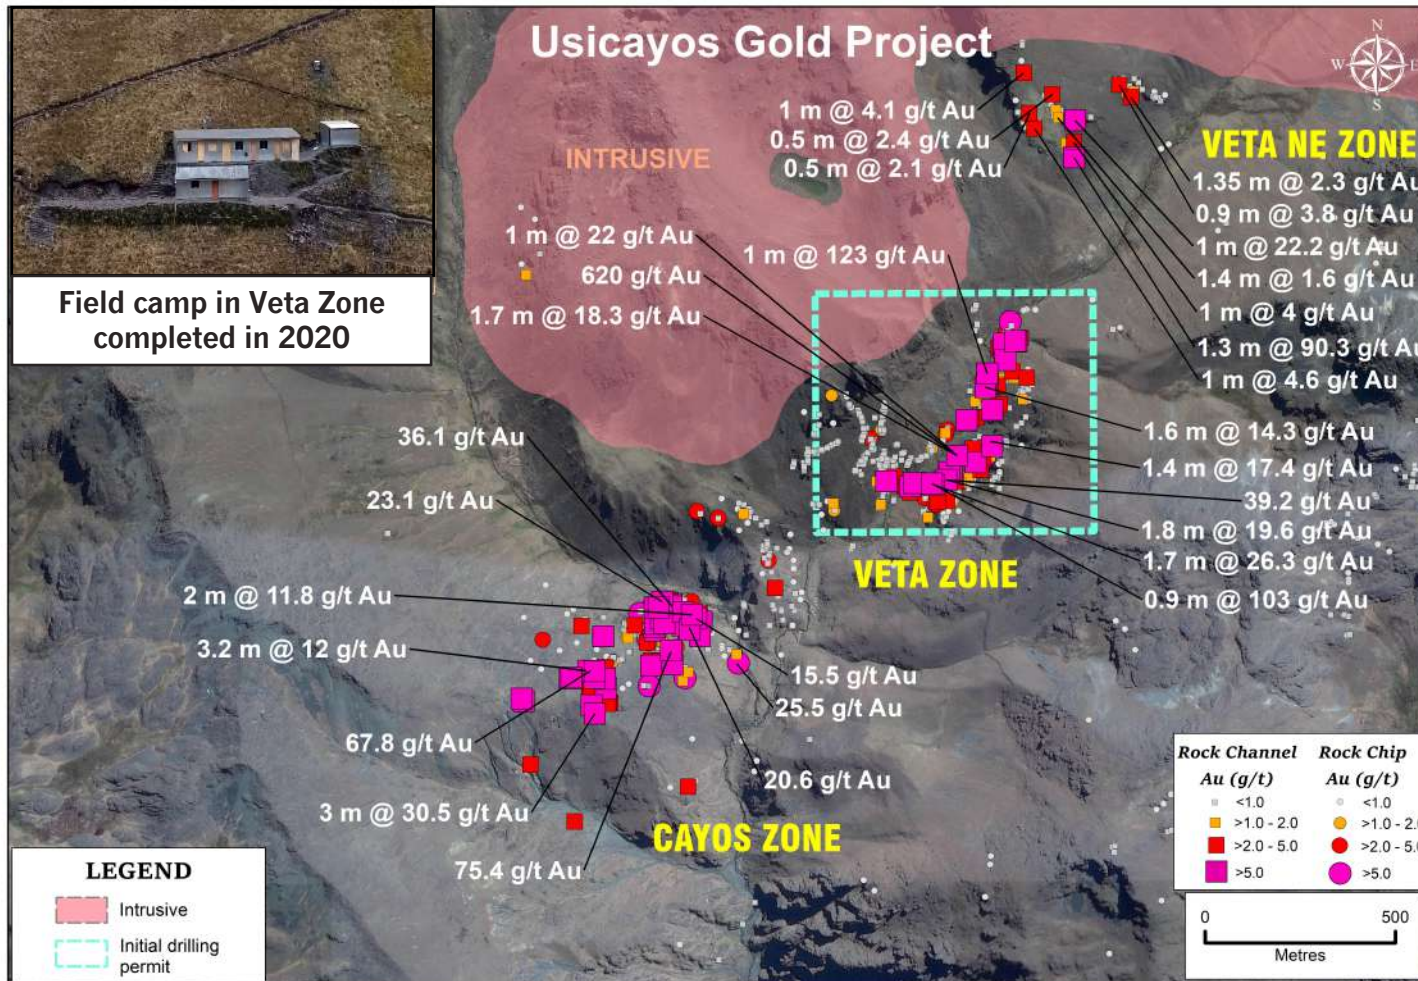 Usicayos Gold Project
N
W
E
S
Field camp in Veta Zone
completed in 2020
INTRUSIVE
1 m @ 4.1 g/t Au
0.5 m @ 2.4 g/t Au
0.5 m @ 2.1 g/t Au
VETA NE ZONE
1.35 m @ 2.3 g/t Au
0.9 m @ 3.8 g/t Au
1 m @ 22.2 g/t Au
1.4 m @ 1.6 g/t Au
1 m @ 4 g/t Au
1.3 m @ 90.3 g/t Au
1 m @ 4.6 g/t Au
1 m @ 22 g/t Au
620 g/t Au
1.7 m @ 18.3 g/t Au
1 m @ 123 g/t Au
1.6 m @ 14.3 g/t Au
1.4 m @ 17.4 g/t Au
39.2 g/t Au
1.8 m @ 19.6 g/t Au
1.7 m @ 26.3 g/t Au
0.9 m @ 103 g/t Au
VETA ZONE
36.1 g/t Au
23.1 g/t Au
2 m @ 11.8 g/t Au
3.2 m @ 12 g/t Au
67.8 g/t Au
3 m @ 30.5 g/t Au
75.4 g/t Au
15.5 g/t Au
25.5 g/t Au
20.6 g/t Au
CAYOS ZONE
LEGEND
Intrusive
Initial drilling
permit
Rock Channel
Au (g/t)
<1.0
>1.0 - 2.0
>2.0 - 5.0
>5.0
Rock Chip
Au (g/t)
<1.0
>1.0 - 2.0
>2.0 - 5.0
>5.0
0 500
Metres